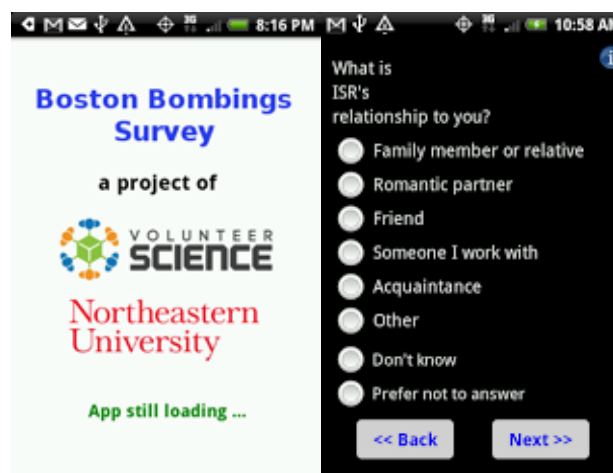 8:16 PM
Boston Bombings
Survey
a project of
VOLUNTEER
SCIENCE
Northeastern
University
App still loading ...
3G
10:58 AM
What is
ISR's
relationship to you?
Family member or relative
Romantic partner
Friend
Someone I work with
Acquaintance
Other
Don't know
Prefer not to answer
<< Back
Next >>